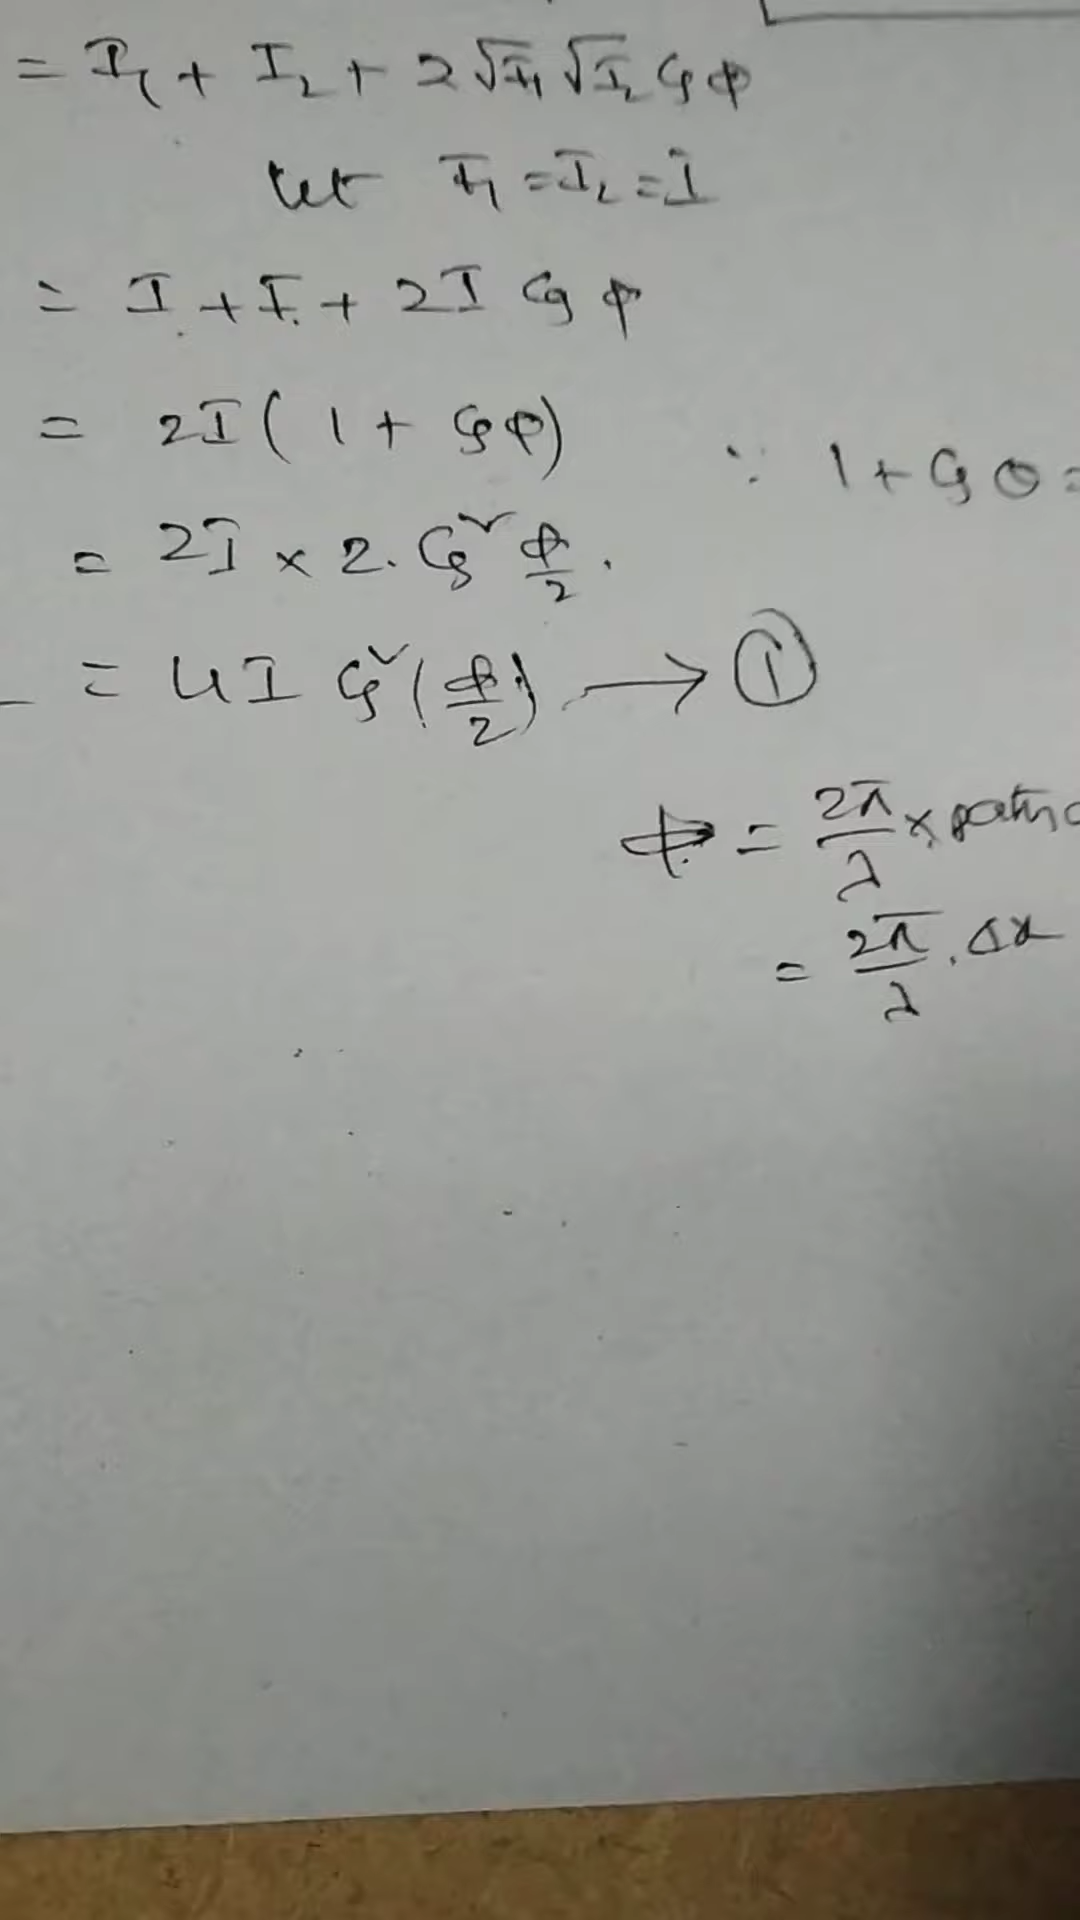 = I₁ + I₂ + 2√I₁ √I₂ Cos φ
let I₁ = I₂ = I
= I + I + 2I Cos φ
= 2I ( 1 + Cos φ)
∵ 1 + Cos θ =
= 2I × 2. Cos² φ/2 .
= 4I Cos² (φ/2) → ①
φ = 2π/λ × path
= 2π/λ . Δx